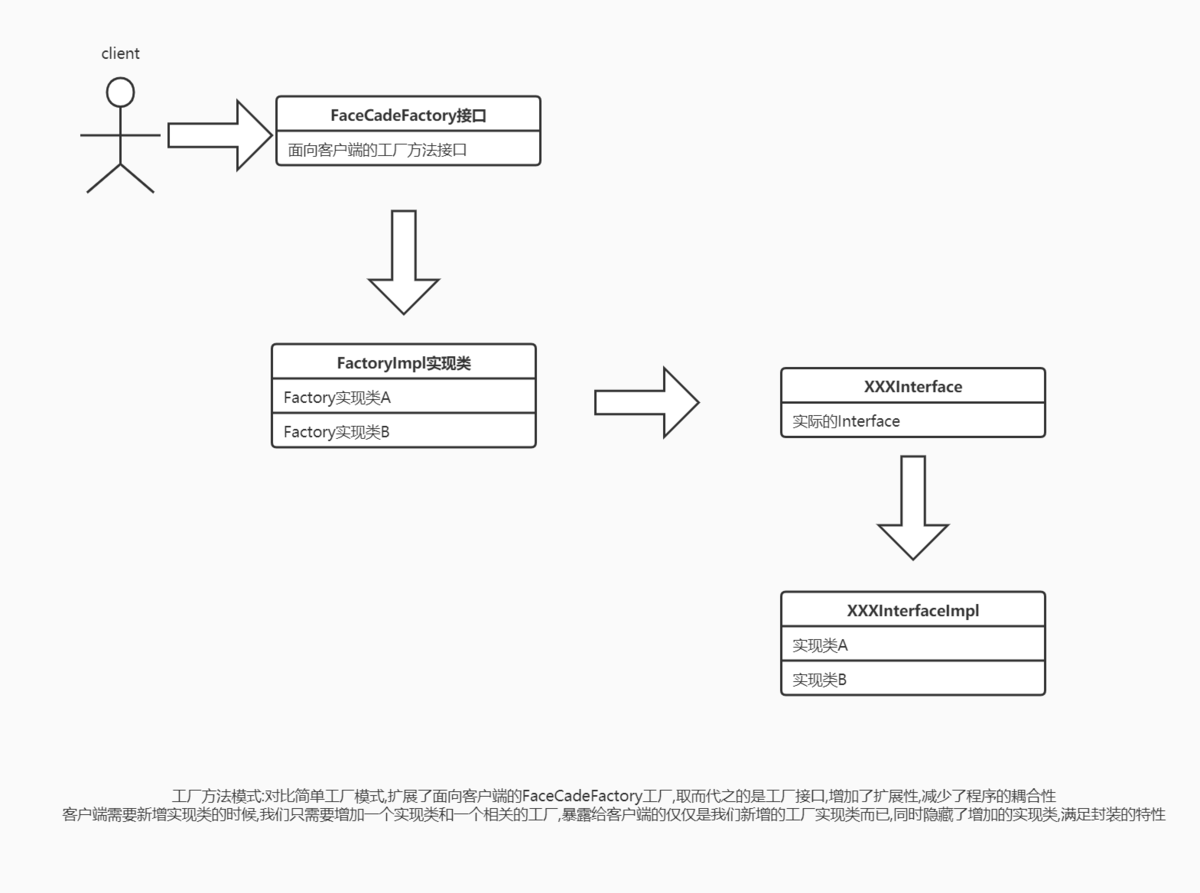 client
FaceCadeFactory接口
面向客户端的工厂方法接口
FactoryImpl实现类
Factory实现类A
Factory实现类B
XXXInterface
实际的Interface
XXXInterfaceImpl
实现类A
实现类B
工厂方法模式:对比简单工厂模式,扩展了面向客户端的FaceCadeFactory工厂,取而代之的是工厂接口,增加了扩展性,减少了程序的耦合性
客户端需要新增实现类的时候,我们只需要增加一个实现类和一个相关的工厂,暴露给客户端的仅仅是我们新增的工厂实现类而已,同时隐藏了增加的实现类,满足封装的特性